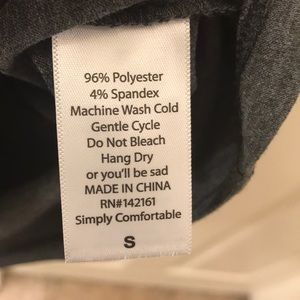 96% Polyester
4% Spandex
Machine Wash Cold
Gentle Cycle
Do Not Bleach
Hang Dry
or you'll be sad
MADE IN CHINA
RN#142161
Simply Comfortable
S